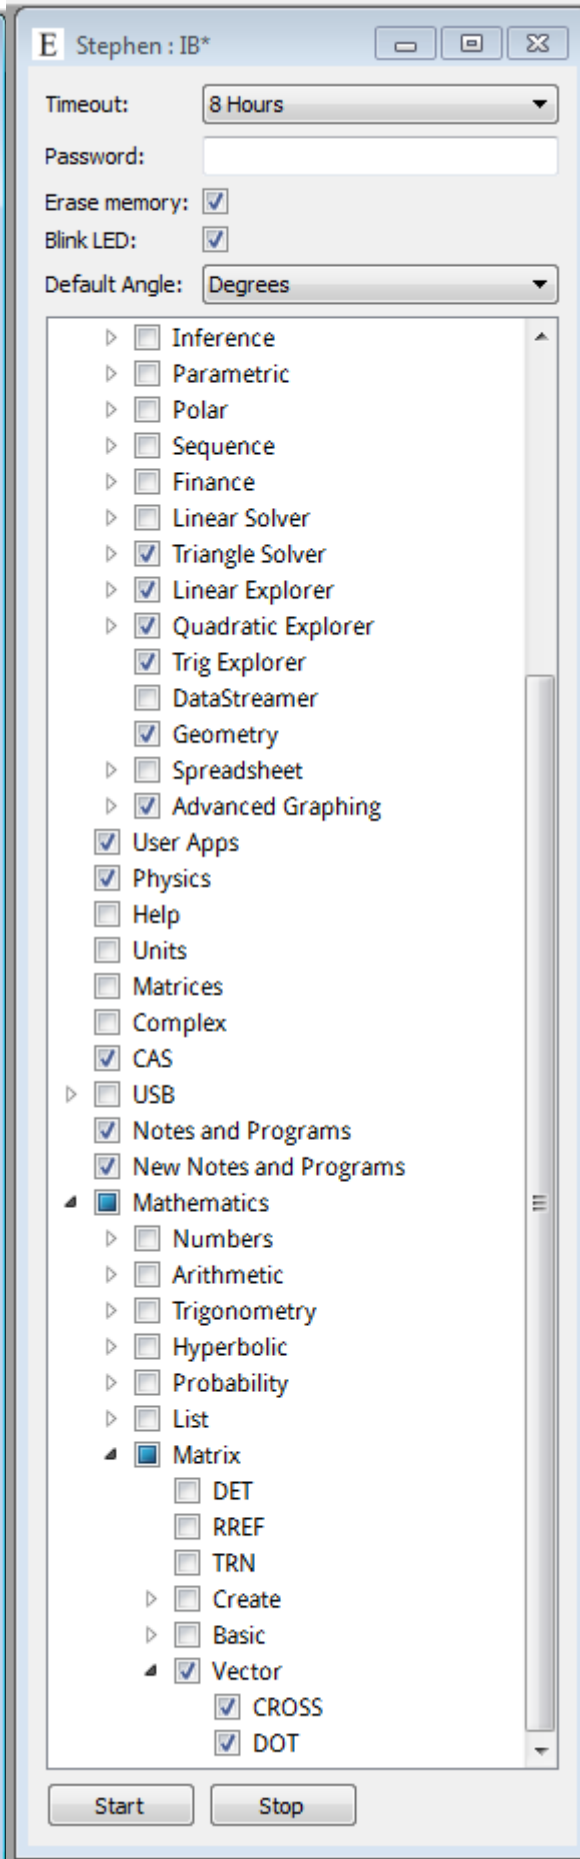 E Stephen : IB*
Timeout: 8 Hours
Password:
Erase memory:
Blink LED:
Default Angle: Degrees
Inference
Parametric
Polar
Sequence
Finance
Linear Solver
Triangle Solver
Linear Explorer
Quadratic Explorer
Trig Explorer
DataStreamer
Geometry
Spreadsheet
Advanced Graphing
User Apps
Physics
Help
Units
Matrices
Complex
CAS
USB
Notes and Programs
New Notes and Programs
Mathematics
Numbers
Arithmetic
Trigonometry
Hyperbolic
Probability
List
Matrix
DET
RREF
TRN
Create
Basic
Vector
CROSS
DOT
Start Stop